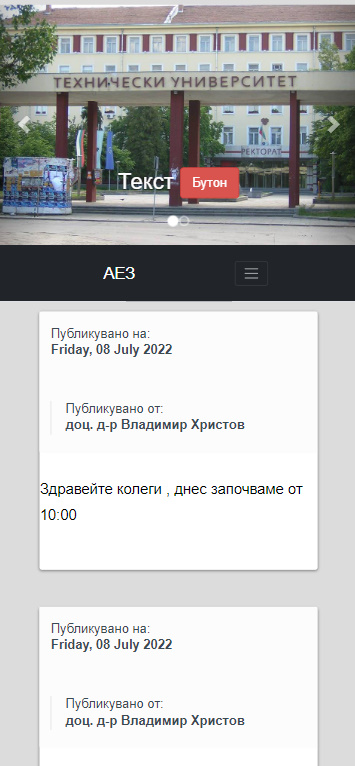 ТЕХНИЧЕСКИ УНИВЕРСИТЕТ
РЕКТОРАТ
Текст Бутон
АЕЗ
Публикувано на:
Friday, 08 July 2022
Публикувано от:
доц. д-р Владимир Христов
Здравейте колеги , днес започваме от
10:00
Публикувано на:
Friday, 08 July 2022
Публикувано от:
доц. д-р Владимир Христов